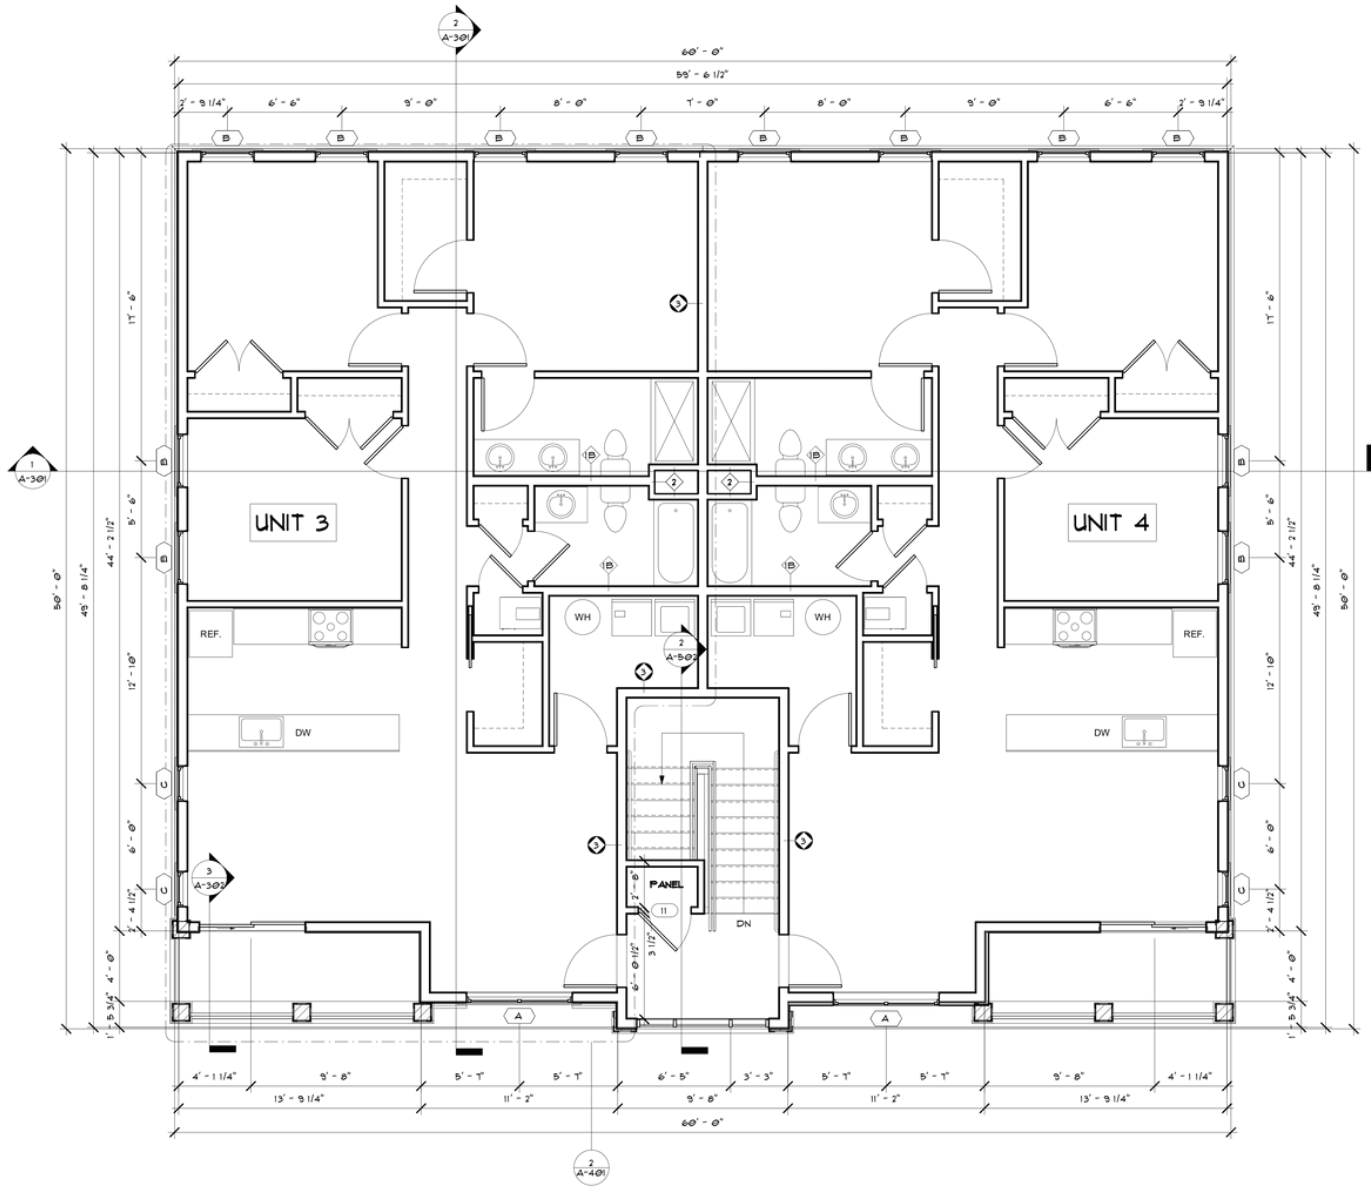 2
A-301
60' - 0"
59' - 6 1/2"
2' - 9 1/4"
6' - 6"
9' - 0"
8' - 0"
7' - 0"
8' - 0"
9' - 0"
6' - 6"
2' - 9 1/4"
B
B
B
B
B
B
B
B
17' - 6"
17' - 6"
3
1
A-301
B
B
1B
1B
2
2
5' - 6"
5' - 6"
UNIT 3
UNIT 4
44' - 2 1/2"
44' - 2 1/2"
B
B
1B
1B
50' - 0"
49' - 8 1/4"
49' - 8 1/4"
50' - 0"
WH
WH
REF.
REF.
2
A-502
12' - 10"
12' - 10"
3
DW
DW
C
C
6' - 0"
6' - 0"
3
3
3
A-302
PANEL
2' - 8"
C
C
11
DN
2' - 4 1/2"
2' - 4 1/2"
3 1/2"
6' - 0 1/2"
4' - 0"
4' - 0"
1' - 5 3/4"
1' - 5 3/4"
A
A
4' - 1 1/4"
9' - 8"
5' - 7"
5' - 7"
6' - 5"
3' - 3"
5' - 7"
5' - 7"
9' - 8"
4' - 1 1/4"
13' - 9 1/4"
11' - 2"
9' - 8"
11' - 2"
13' - 9 1/4"
60' - 0"
2
A-401